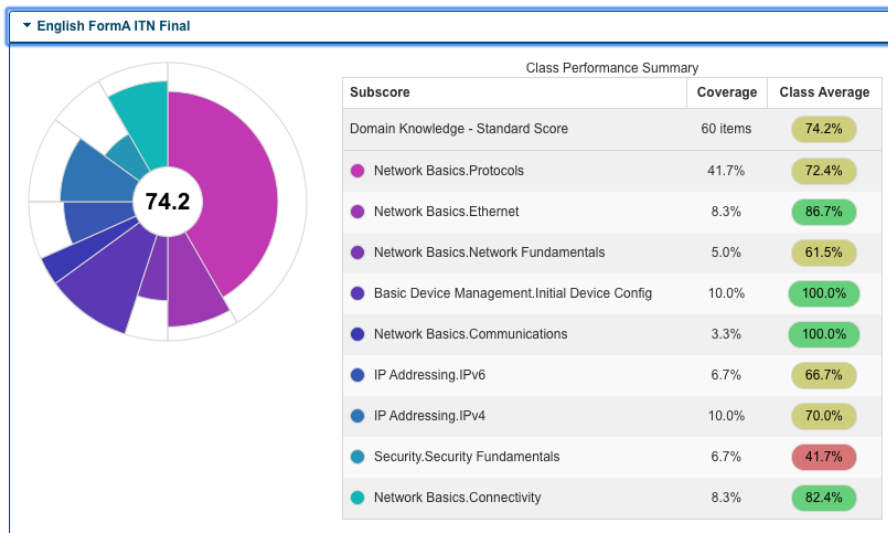 English FormA ITN Final
74.2
Class Performance Summary
Subscore Coverage Class Average
Domain Knowledge - Standard Score 60 items 74.2%
Network Basics.Protocols 41.7% 72.4%
Network Basics.Ethernet 8.3% 86.7%
Network Basics.Network Fundamentals 5.0% 61.5%
Basic Device Management.Initial Device Config 10.0% 100.0%
Network Basics.Communications 3.3% 100.0%
IP Addressing.IPv6 6.7% 66.7%
IP Addressing.IPv4 10.0% 70.0%
Security.Security Fundamentals 6.7% 41.7%
Network Basics.Connectivity 8.3% 82.4%